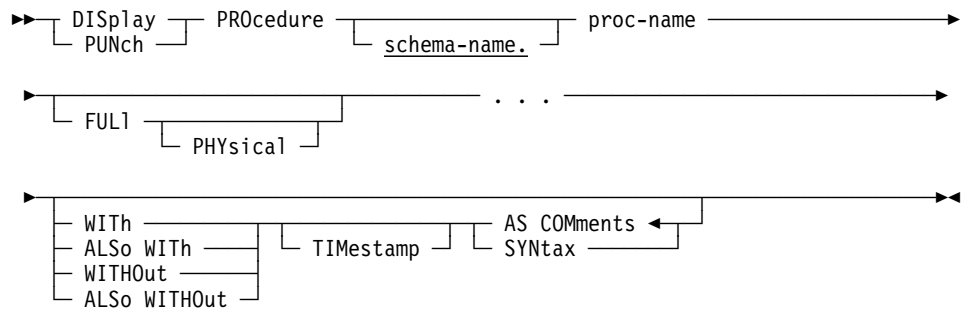 DISplay PROcedure proc-name
PUNch schema-name.
FULl . . .
PHYsical
WITh AS COMments
ALSo WITh TIMestamp SYNtax
WITHOut
ALSo WITHOut